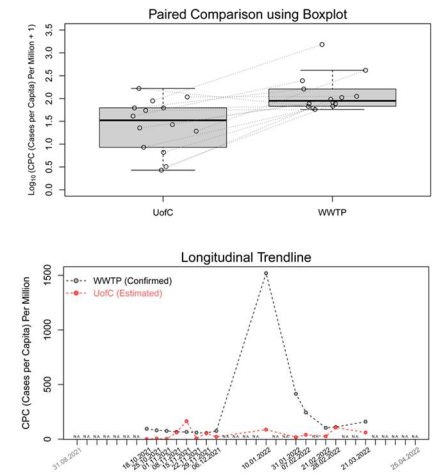 Paired Comparison using Boxplot
Log₁₀ (CPC (Cases per Capita) Per Million + 1)
3.5
3.0
2.5
2.0
1.5
1.0
0.5
0.0
UofC
WWTP
Longitudinal Trendline
CPC (Cases per Capita) Per Million
1500
1000
500
0
WWTP (Confirmed)
UofC (Estimated)
31.08.2021
18.10.2021
10.01.2022
31.01.2022
07.02.2022
21.02.2022
28.02.2022
21.03.2022
25.04.2022